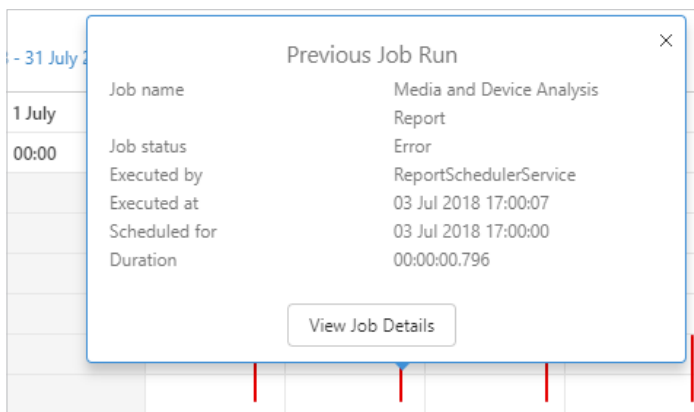 - 31 July
Previous Job Run
1 July
00:00
Job name Media and Device Analysis
Report
Job status Error
Executed by ReportSchedulerService
Executed at 03 Jul 2018 17:00:07
Scheduled for 03 Jul 2018 17:00:00
Duration 00:00:00.796
View Job Details